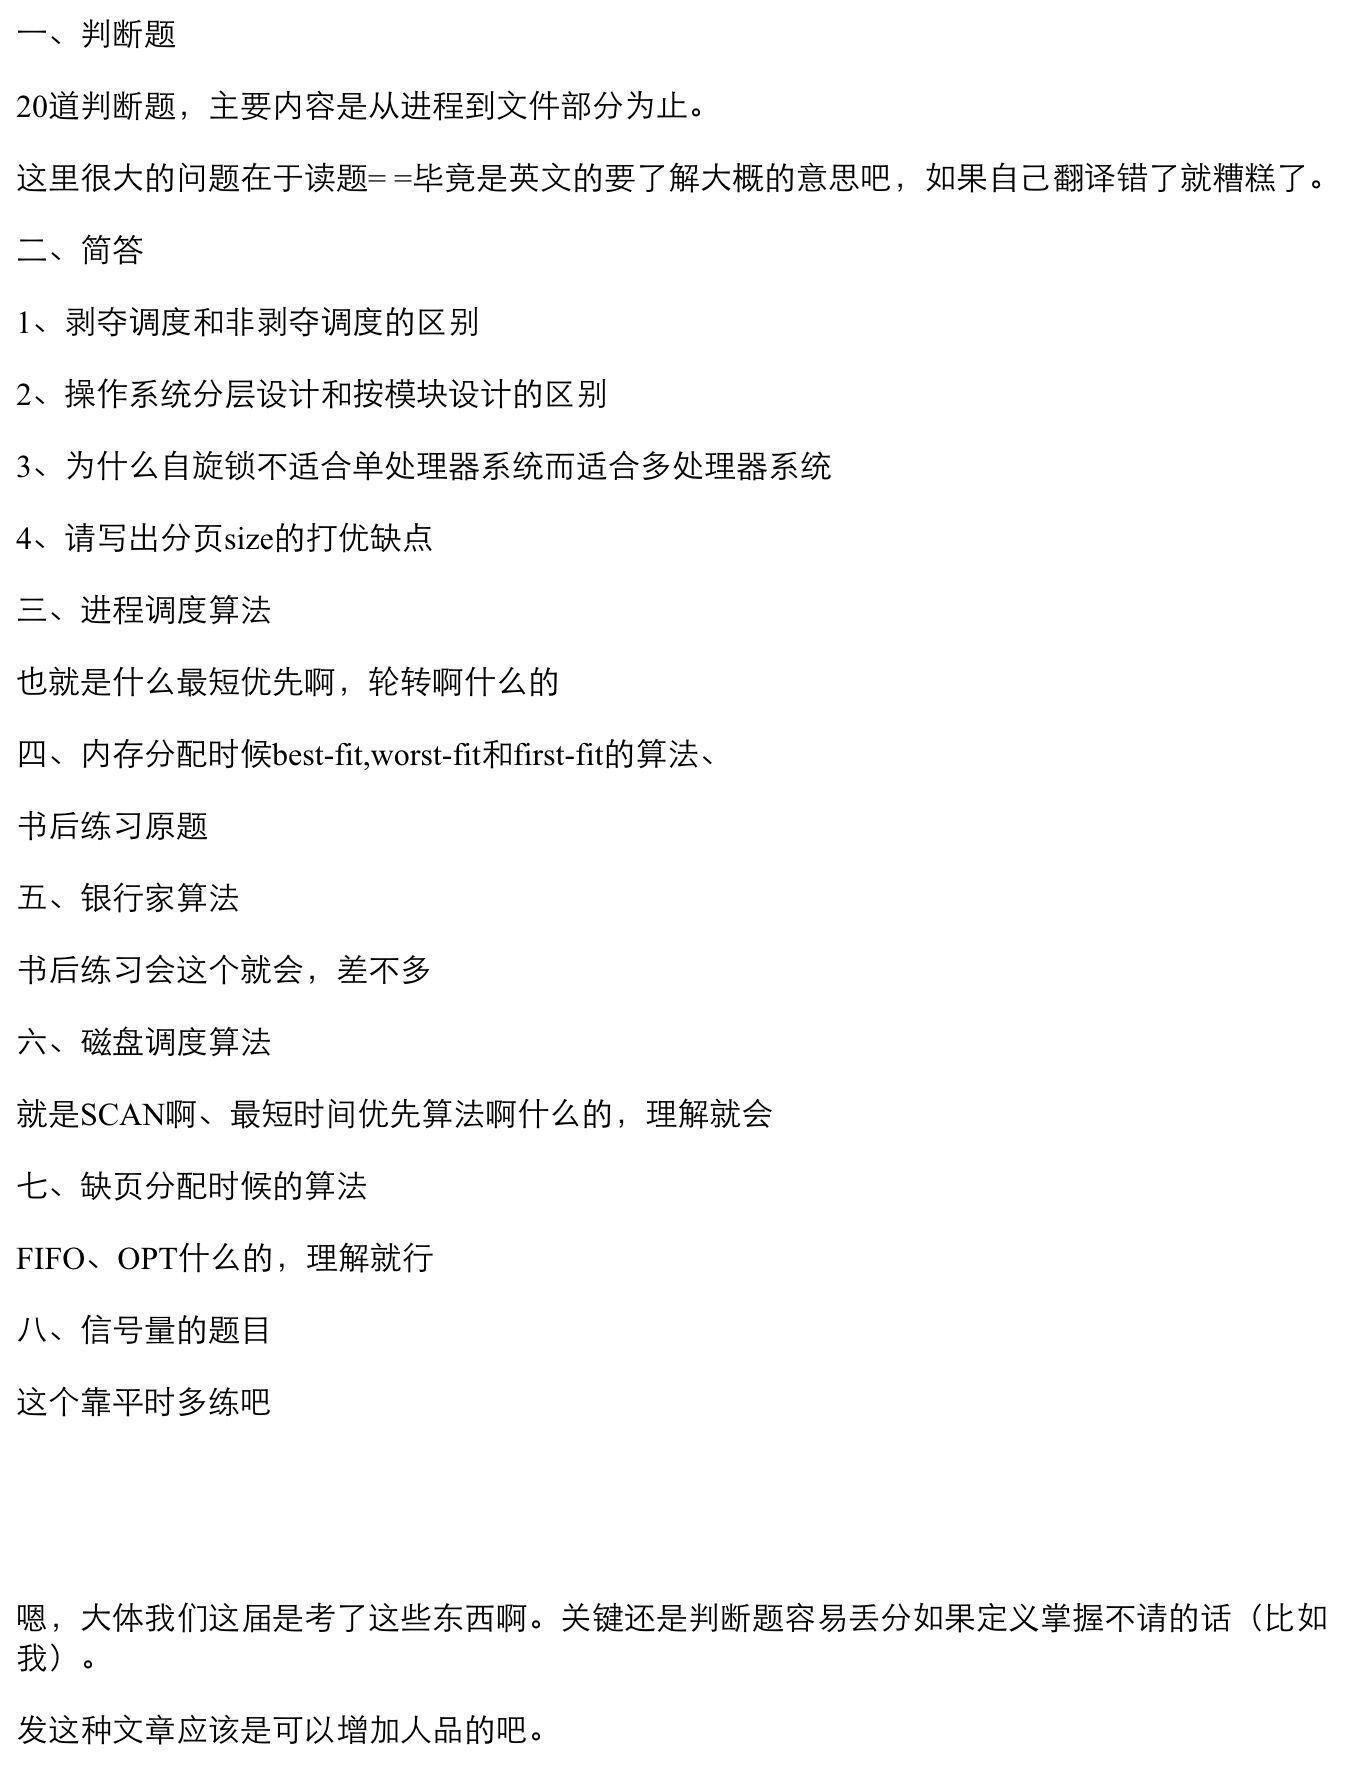 一、判断题
20道判断题，主要内容是从进程到文件部分为止。
这里很大的问题在于读题= =毕竟是英文的要了解大概的意思吧，如果自己翻译错了就糟糕了。
二、简答
1、剥夺调度和非剥夺调度的区别
2、操作系统分层设计和按模块设计的区别
3、为什么自旋锁不适合单处理器系统而适合多处理器系统
4、请写出分页size的打优缺点
三、进程调度算法
也就是什么最短优先啊，轮转啊什么的
四、内存分配时候best-fit,worst-fit和first-fit的算法、
书后练习原题
五、银行家算法
书后练习会这个就会，差不多
六、磁盘调度算法
就是SCAN啊、最短时间优先算法啊什么的，理解就会
七、缺页分配时候的算法
FIFO、OPT什么的，理解就行
八、信号量的题目
这个靠平时多练吧
嗯，大体我们这届是考了这些东西啊。关键还是判断题容易丢分如果定义掌握不请的话（比如
我）。
发这种文章应该是可以增加人品的吧。